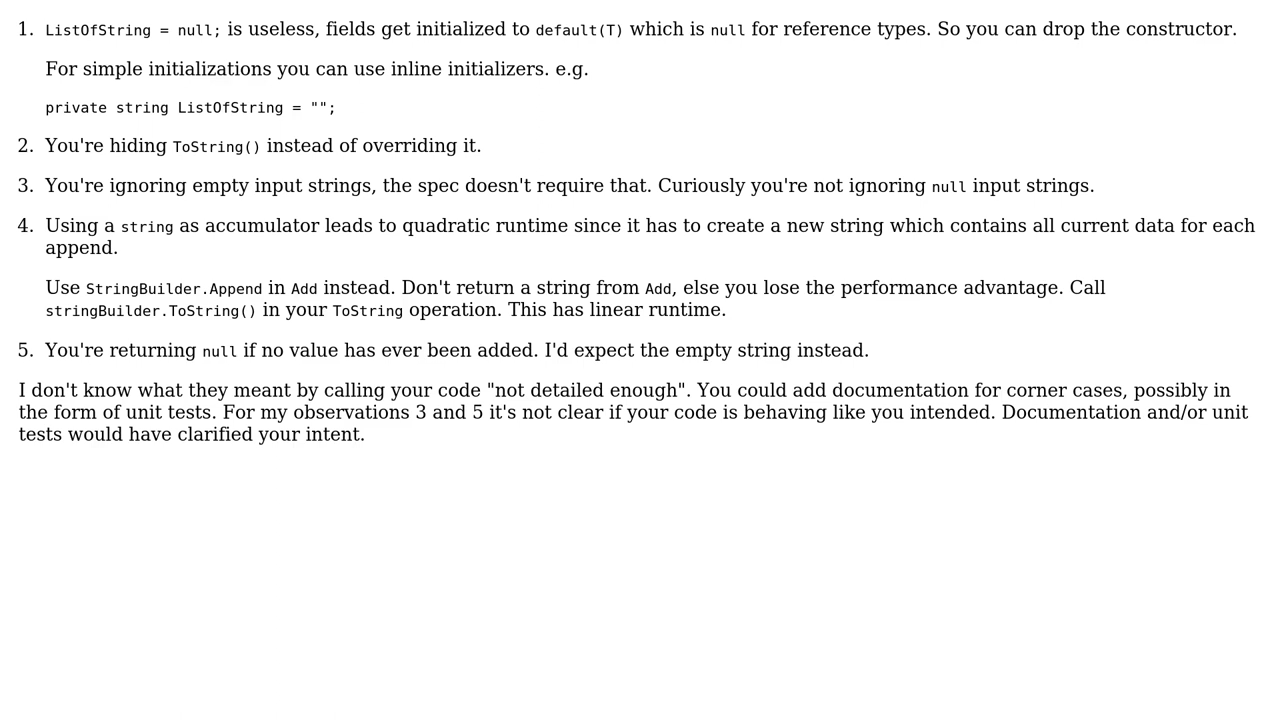 1. ListOfString = null; is useless, fields get initialized to default(T) which is null for reference types. So you can drop the constructor.
For simple initializations you can use inline initializers. e.g.
private string ListOfString = "";
2. You're hiding ToString() instead of overriding it.
3. You're ignoring empty input strings, the spec doesn't require that. Curiously you're not ignoring null input strings.
4. Using a string as accumulator leads to quadratic runtime since it has to create a new string which contains all current data for each
append.
Use StringBuilder.Append in Add instead. Don't return a string from Add, else you lose the performance advantage. Call
stringBuilder.ToString() in your ToString operation. This has linear runtime.
5. You're returning null if no value has ever been added. I'd expect the empty string instead.
I don't know what they meant by calling your code "not detailed enough". You could add documentation for corner cases, possibly in
the form of unit tests. For my observations 3 and 5 it's not clear if your code is behaving like you intended. Documentation and/or unit
tests would have clarified your intent.